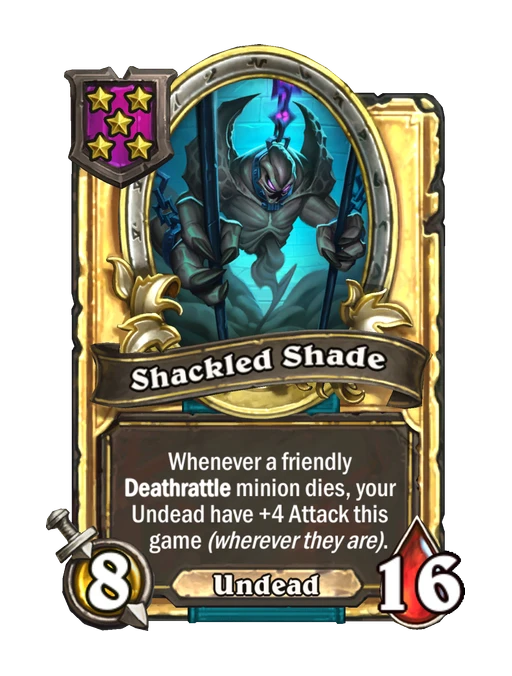 Shackled Shade
Whenever a friendly
Deathrattle minion dies, your
Undead have +4 Attack this
game (wherever they are).
8
Undead
16